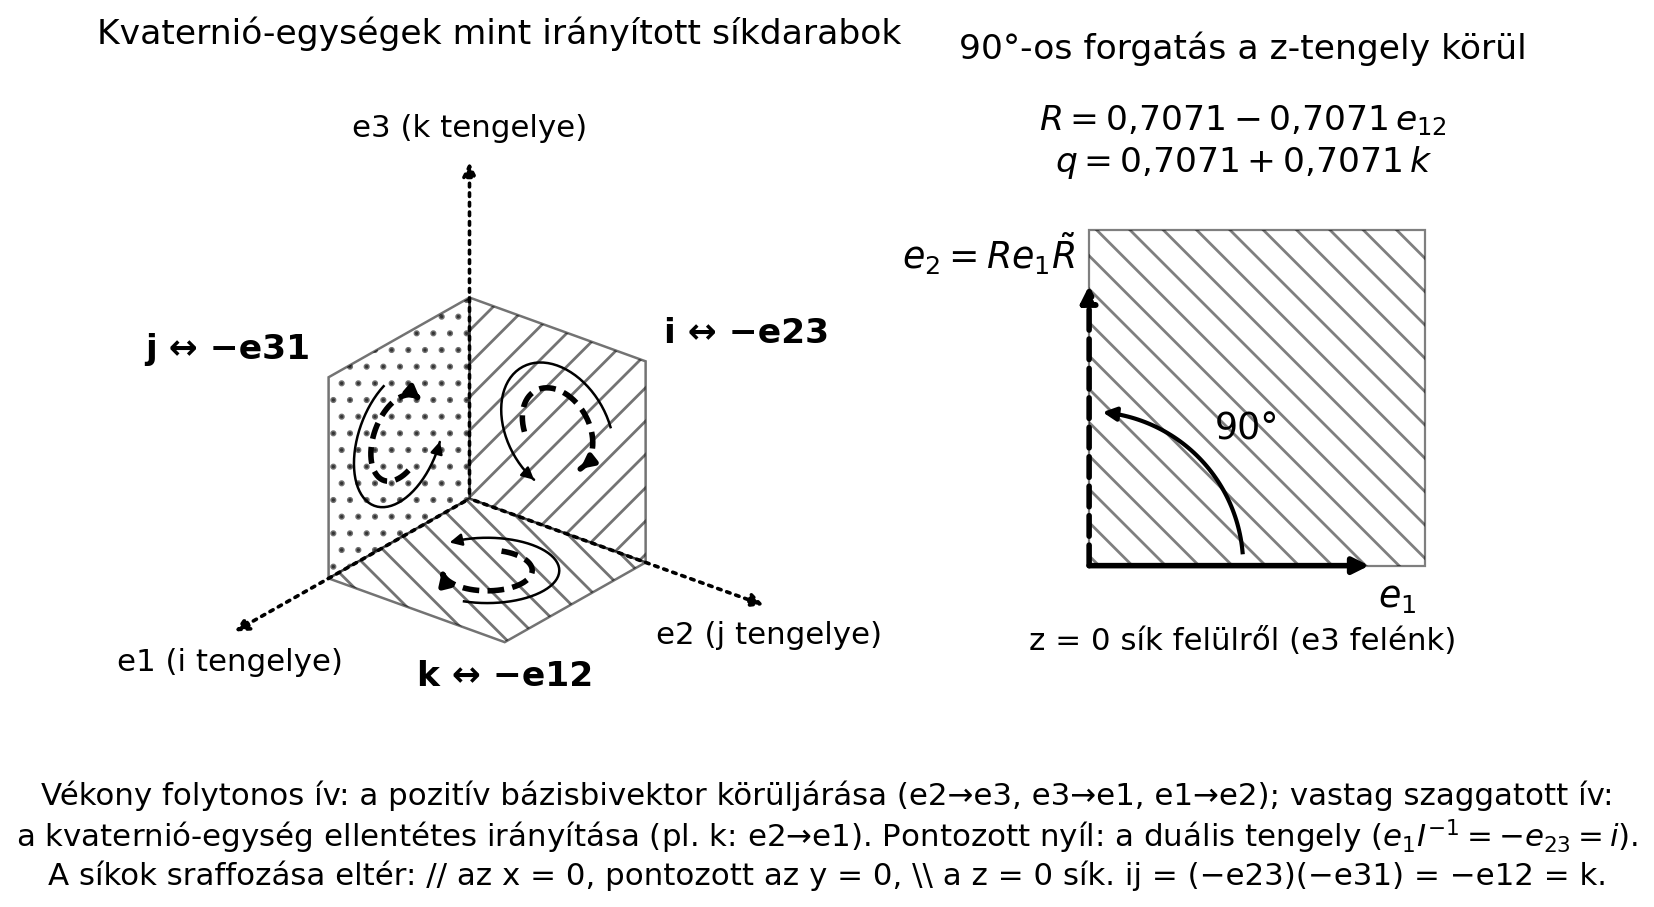 Kvaternió-egységek mint irányított síkdarabok
e3 (k tengelye)
j ↔ −e31
i ↔ −e23
e1 (i tengelye)
e2 (j tengelye)
k ↔ −e12
90°-os forgatás a z-tengely körül
R = 0,7071 − 0,7071 e₁₂
q = 0,7071 + 0,7071 k
e₂ = Re₁R̃
90°
e₁
z = 0 sík felülről (e3 felénk)
Vékony folytonos ív: a pozitív bázisbivektor körüljárása (e2→e3, e3→e1, e1→e2); vastag szaggatott ív:
a kvaternió-egység ellentétes irányítása (pl. k: e2→e1). Pontozott nyíl: a duális tengely (e₁I⁻¹ = −e₂₃ = i).
A síkok sraffozása eltér: // az x = 0, pontozott az y = 0, \\ a z = 0 sík. ij = (−e23)(−e31) = −e12 = k.